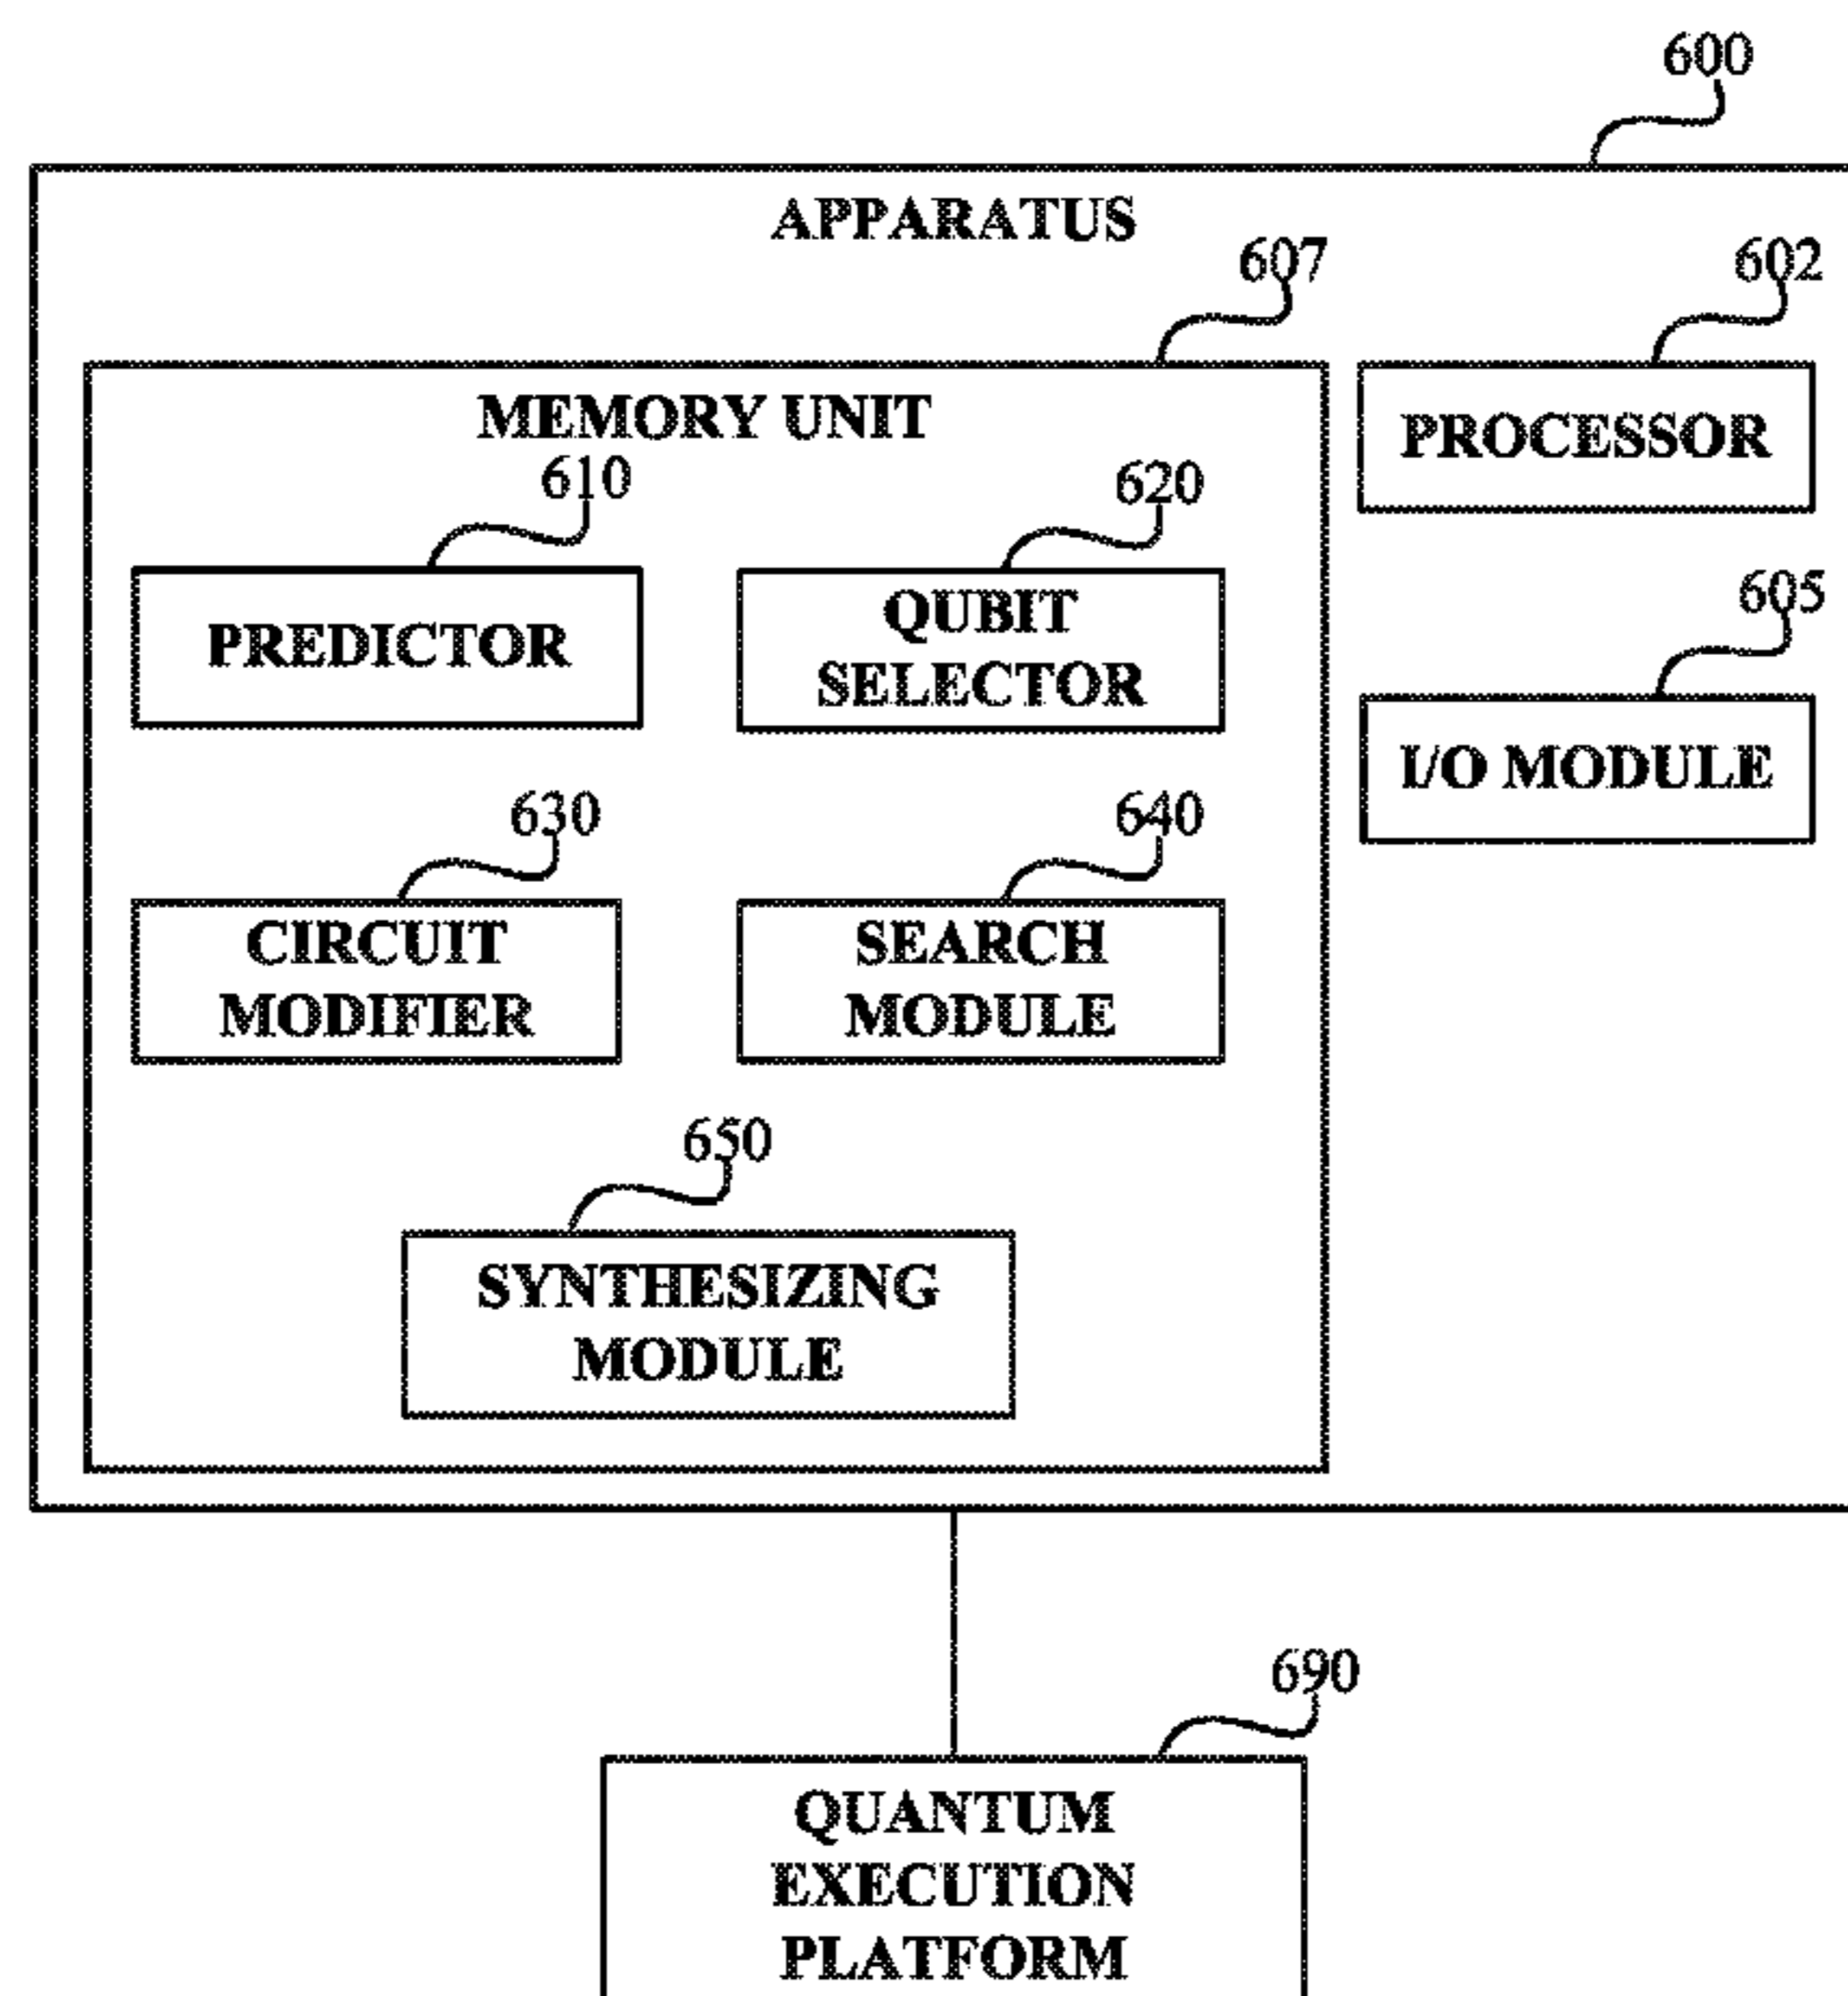 600
APPARATUS
607
602
MEMORY UNIT
PROCESSOR
610
620
PREDICTOR
QUBIT
SELECTOR
605
I/O MODULE
630
640
CIRCUIT
MODIFIER
SEARCH
MODULE
650
SYNTHESIZING
MODULE
690
QUANTUM
EXECUTION
PLATFORM